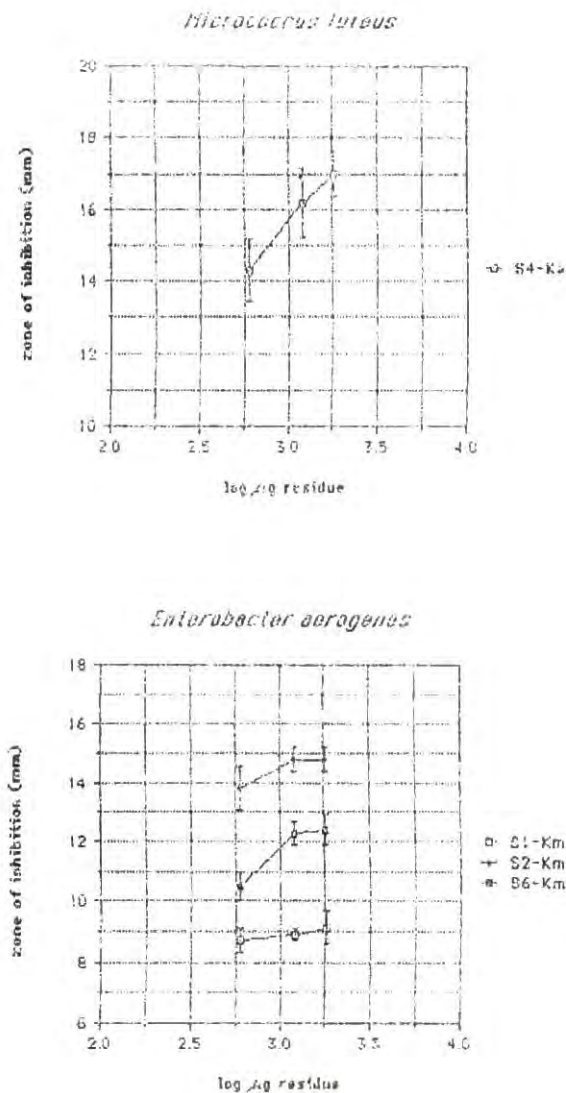 Micrococcus luteus
20
18
16
14
12
10
zone of inhibition (mm)
2.0 2.5 3.0 3.5 4.0
log µg residue
Enterobacter aerogenes
18
16
14
12
10
8
6
zone of inhibition (mm)
S1-Km
S2-Km
S6-Km
2.0 2.5 3.0 3.5 4.0
log µg residue